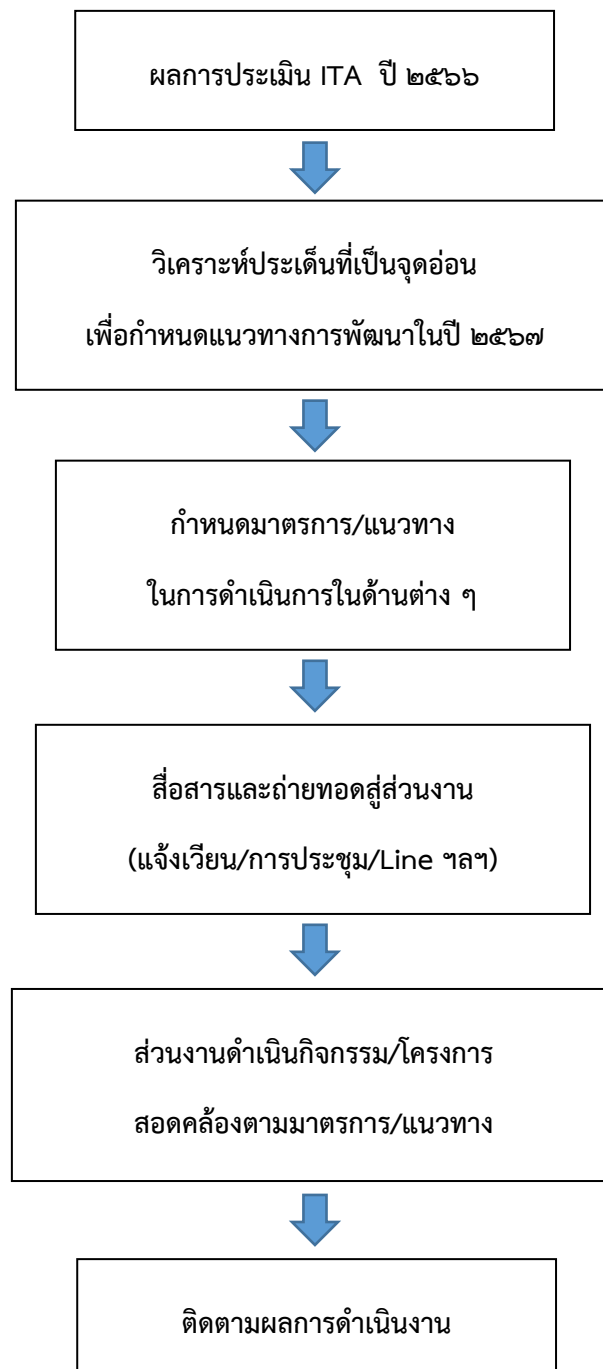 ผลการประเมิน ITA ปี ๒๕๖๖
วิเคราะห์ประเด็นที่เป็นจุดอ่อน
เพื่อกำหนดแนวทางการพัฒนาในปี ๒๕๖๗
กำหนดมาตรการ/แนวทาง
ในการดำเนินการในด้านต่าง ๆ
สื่อสารและถ่ายทอดสู่ส่วนงาน
(แจ้งเวียน/การประชุม/Line ฯลฯ)
ส่วนงานดำเนินกิจกรรม/โครงการ
สอดคล้องตามมาตรการ/แนวทาง
ติดตามผลการดำเนินงาน